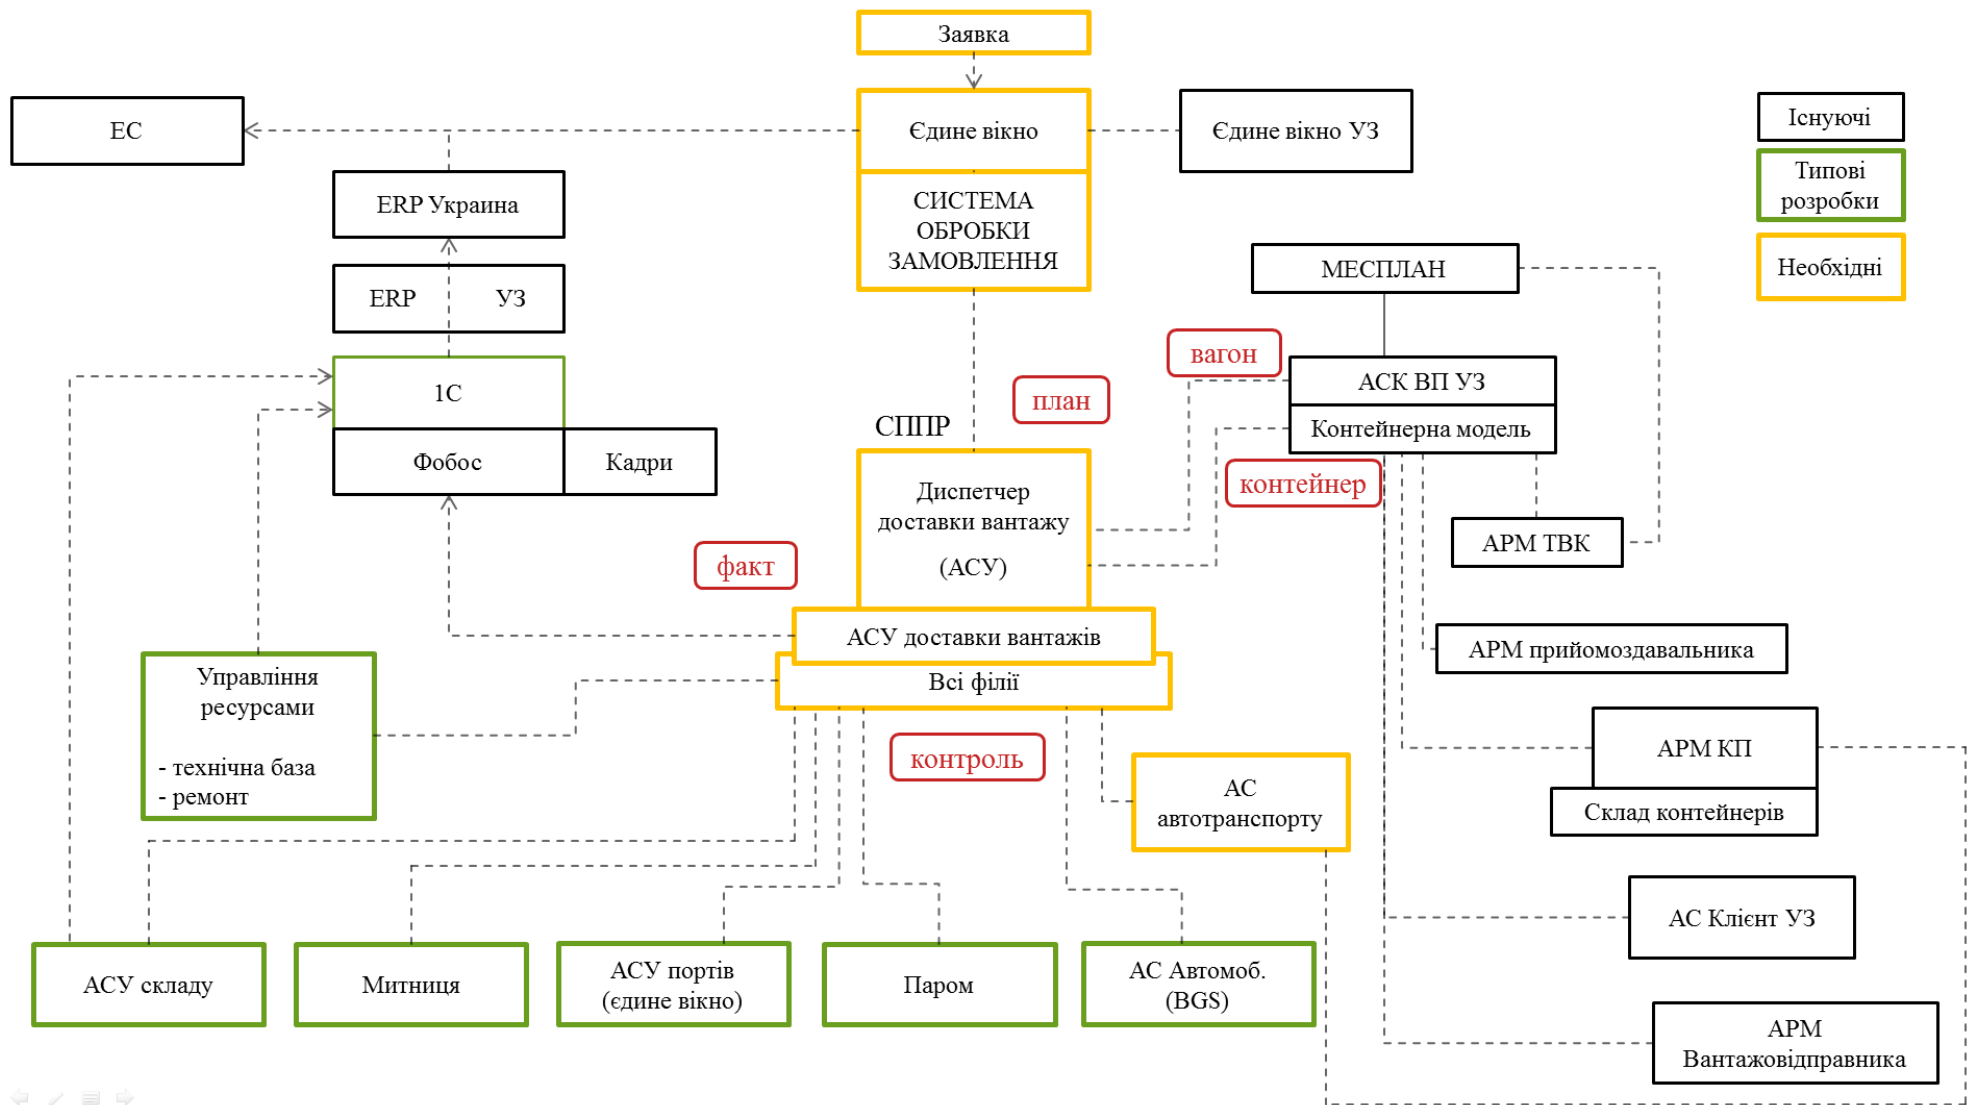 Заявка
ЕС
Єдине вікно
Єдине вікно УЗ
Існуючі
Типові
розробки
Необхідні
ERP Украина
СИСТЕМА
ОБРОБКИ
ЗАМОВЛЕННЯ
ERP УЗ
МЕСПЛАН
1С
Фобос
Кадри
план
вагон
АСК ВП УЗ
Контейнерна модель
контейнер
СППР
Диспетчер
доставки вантажу
(АСУ)
АРМ ТВК
факт
АСУ доставки вантажів
Всі філії
АРМ прийомоздавальника
Управління
ресурсами
- технічна база
- ремонт
контроль
АС
автотранспорту
АРМ КП
Склад контейнерів
АС Клієнт УЗ
АСУ складу
Митниця
АСУ портів
(єдине вікно)
Паром
АС Автомоб.
(BGS)
АРМ
Вантажовідправника